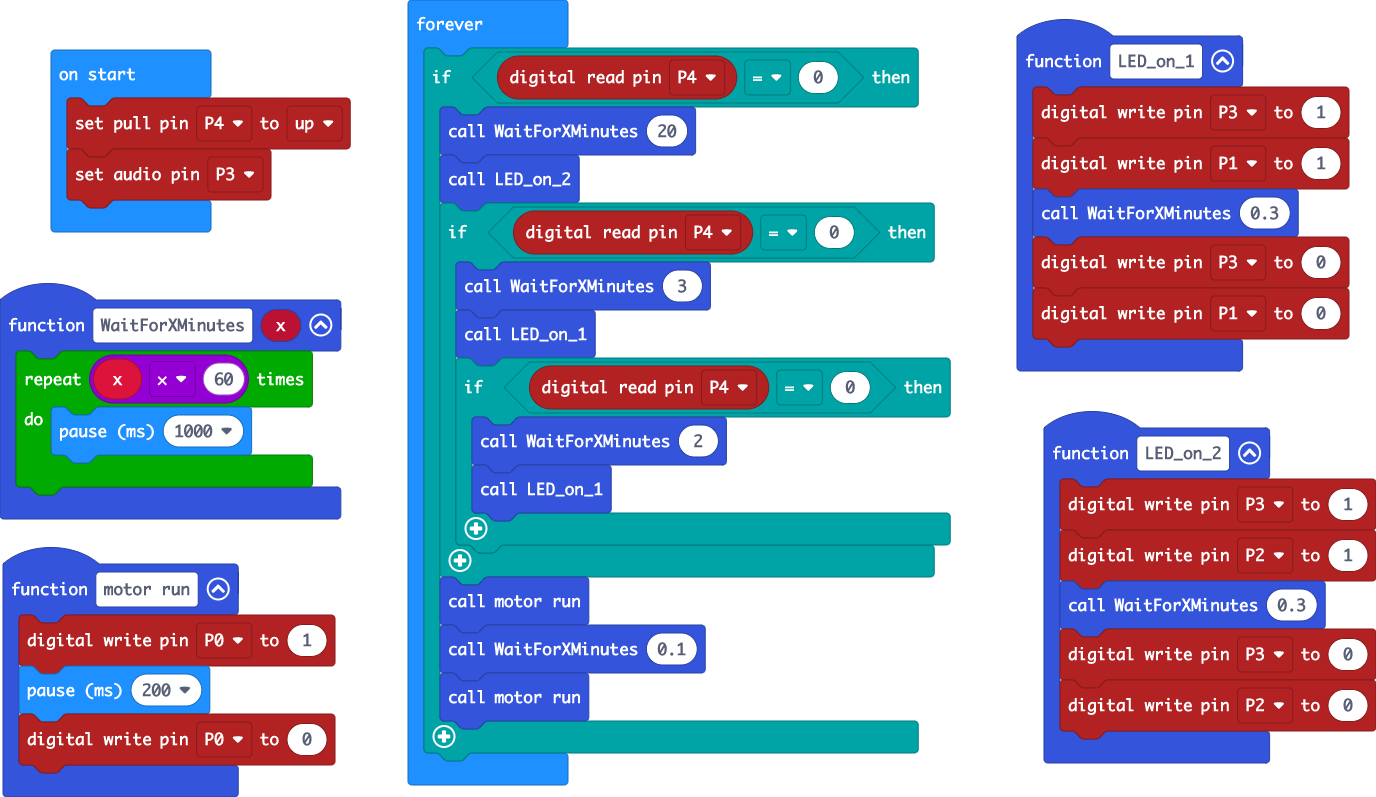 on start
set pull pin P4 to up
set audio pin P3
function WaitForXMinutes x
repeat x × 60 times
do
pause (ms) 1000
function motor run
digital write pin P0 to 1
pause (ms) 200
digital write pin P0 to 0
forever
if digital read pin P4 = 0 then
call WaitForXMinutes 20
call LED_on_2
if digital read pin P4 = 0 then
call WaitForXMinutes 3
call LED_on_1
if digital read pin P4 = 0 then
call WaitForXMinutes 2
call LED_on_1
call motor run
call WaitForXMinutes 0.1
call motor run
function LED_on_1
digital write pin P3 to 1
digital write pin P1 to 1
call WaitForXMinutes 0.3
digital write pin P3 to 0
digital write pin P1 to 0
function LED_on_2
digital write pin P3 to 1
digital write pin P2 to 1
call WaitForXMinutes 0.3
digital write pin P3 to 0
digital write pin P2 to 0